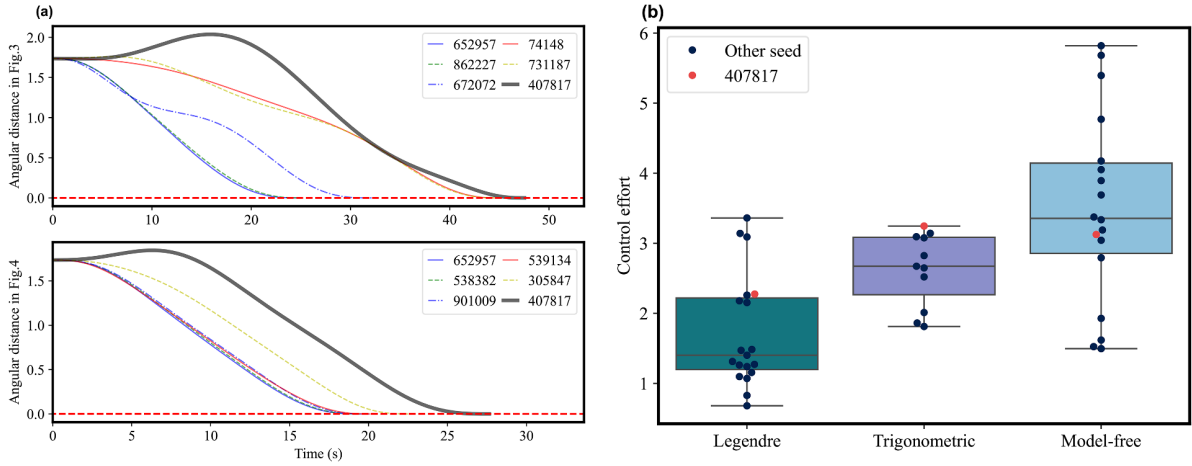 (a)
Angular distance in Fig.3
2.0
1.5
1.0
0.5
0.0
652957
862227
672072
74148
731187
407817
0 10 20 30 40 50
Time (s)
Angular distance in Fig.4
1.5
1.0
0.5
0.0
652957
538382
901009
539134
305847
407817
0 5 10 15 20 25 30
Time (s)
(b)
Control effort
6
5
4
3
2
1
Other seed
407817
Legendre Trigonometric Model-free